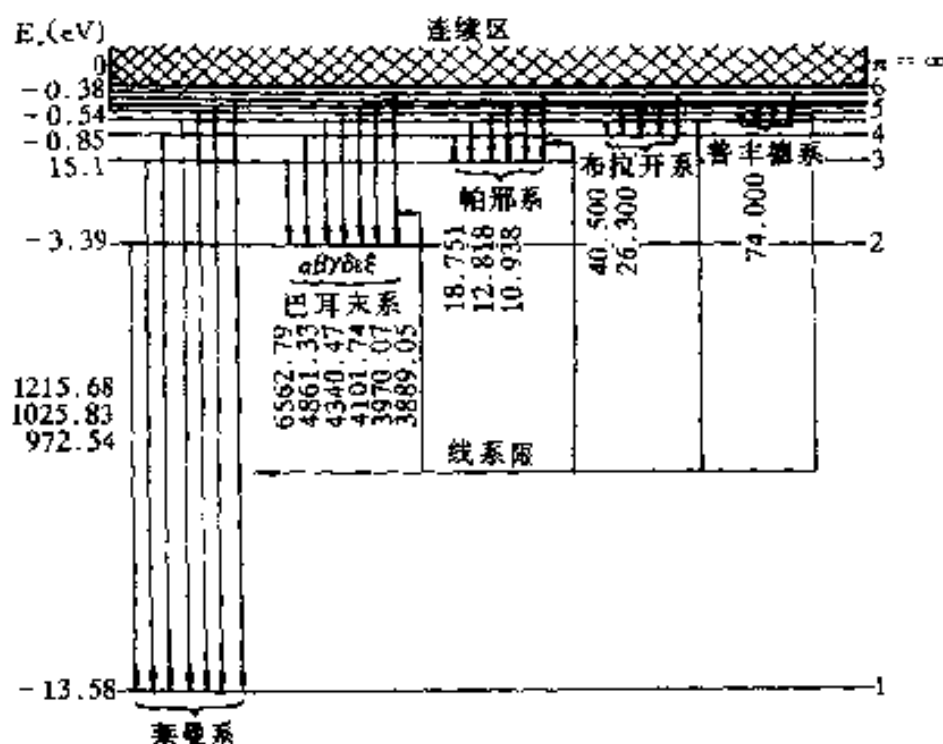 连续区
Eₙ(eV)
0
n=∞
-0.38
6
-0.54
5
-0.85
4
15.1
3
布拉开系
普丰德系
帕邢系
-3.39
2
18.751
12.818
10.938
40.500
26.300
74.000
αβγδεξ
巴耳末系
6562.79
4861.33
4340.47
4101.74
3970.07
3889.05
1215.68
1025.83
972.54
线系限
-13.58
1
莱曼系